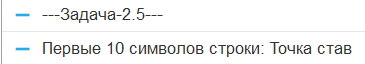 ---Задача-2.5---
Первые 10 символов строки: Точка став